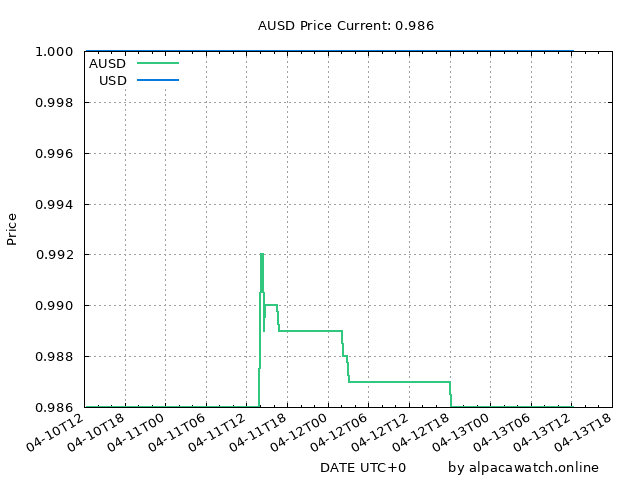 AUSD Price Current: 0.986
1.000
AUSD
USD
0.998
0.996
0.994
Price
0.992
0.990
0.988
0.986
04-10T12 04-10T18 04-11T00 04-11T06 04-11T12 04-11T18 04-12T00 04-12T06 04-12T12 04-12T18 04-13T00 04-13T06 04-13T12 04-13T18
DATE UTC+0 by alpacawatch.online